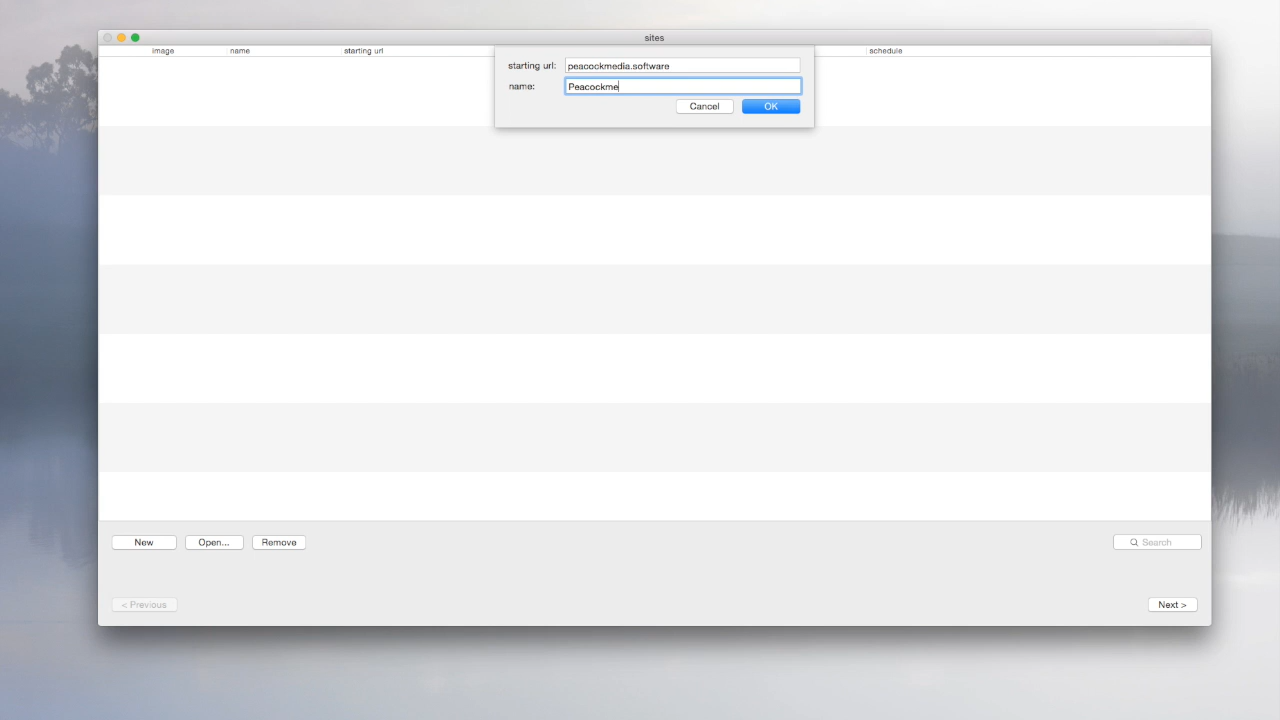 sites
image name starting url schedule
starting url: peacockmedia.software
name: Peacockme
Cancel OK
New Open... Remove Search
< Previous Next >